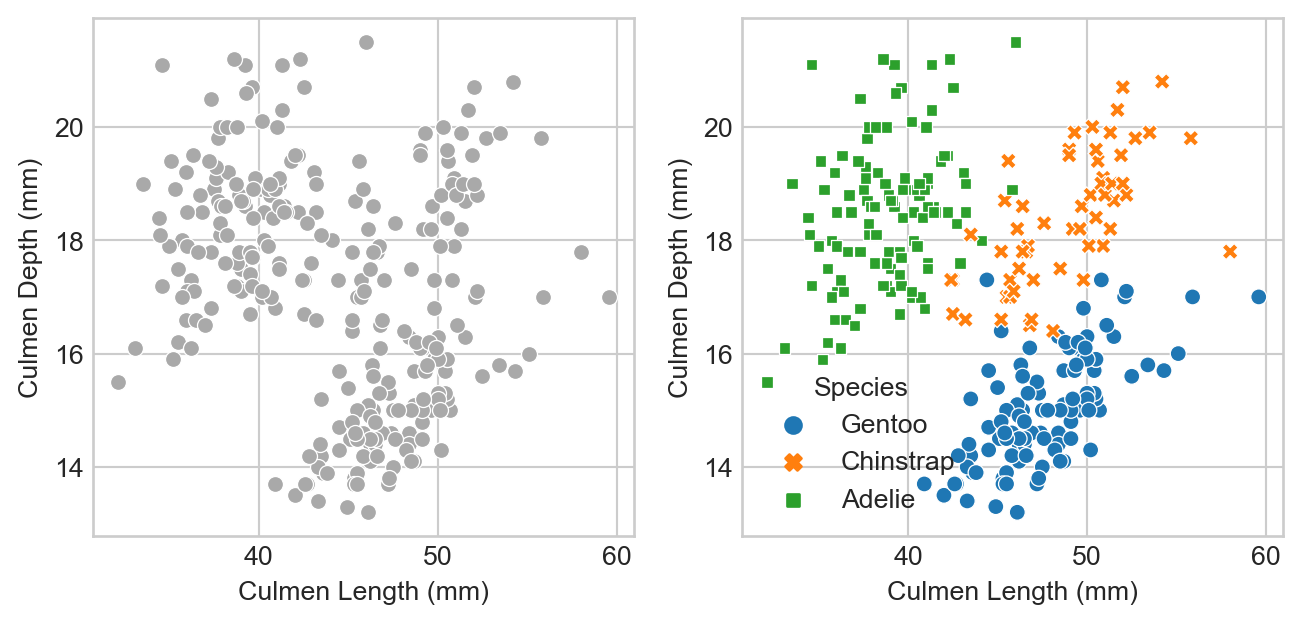 20
18
16
14
Culmen Depth (mm)
40
50
60
Culmen Length (mm)
20
18
16
14
Culmen Depth (mm)
Species
Gentoo
Chinstrap
Adelie
40
50
60
Culmen Length (mm)